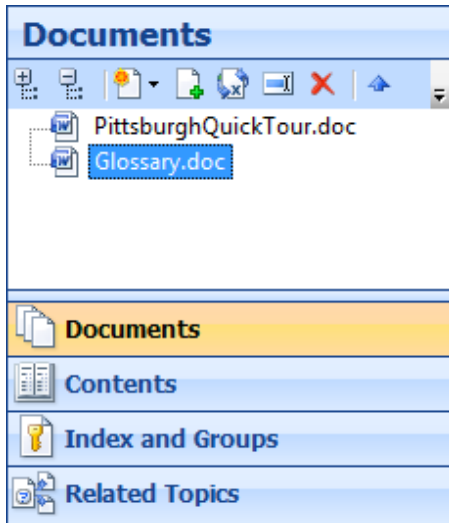 Documents
PittsburghQuickTour.doc
Glossary.doc
Documents
Contents
Index and Groups
Related Topics